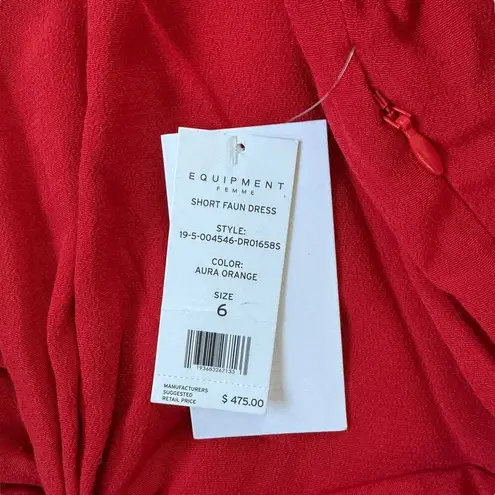 EQUIPMENT
FEMME
SHORT FAUN DRESS
STYLE:
19-5-004546-DR01658S
COLOR:
AURA ORANGE
SIZE
6
MANUFACTURERS
SUGGESTED
RETAIL PRICE
$ 475.00